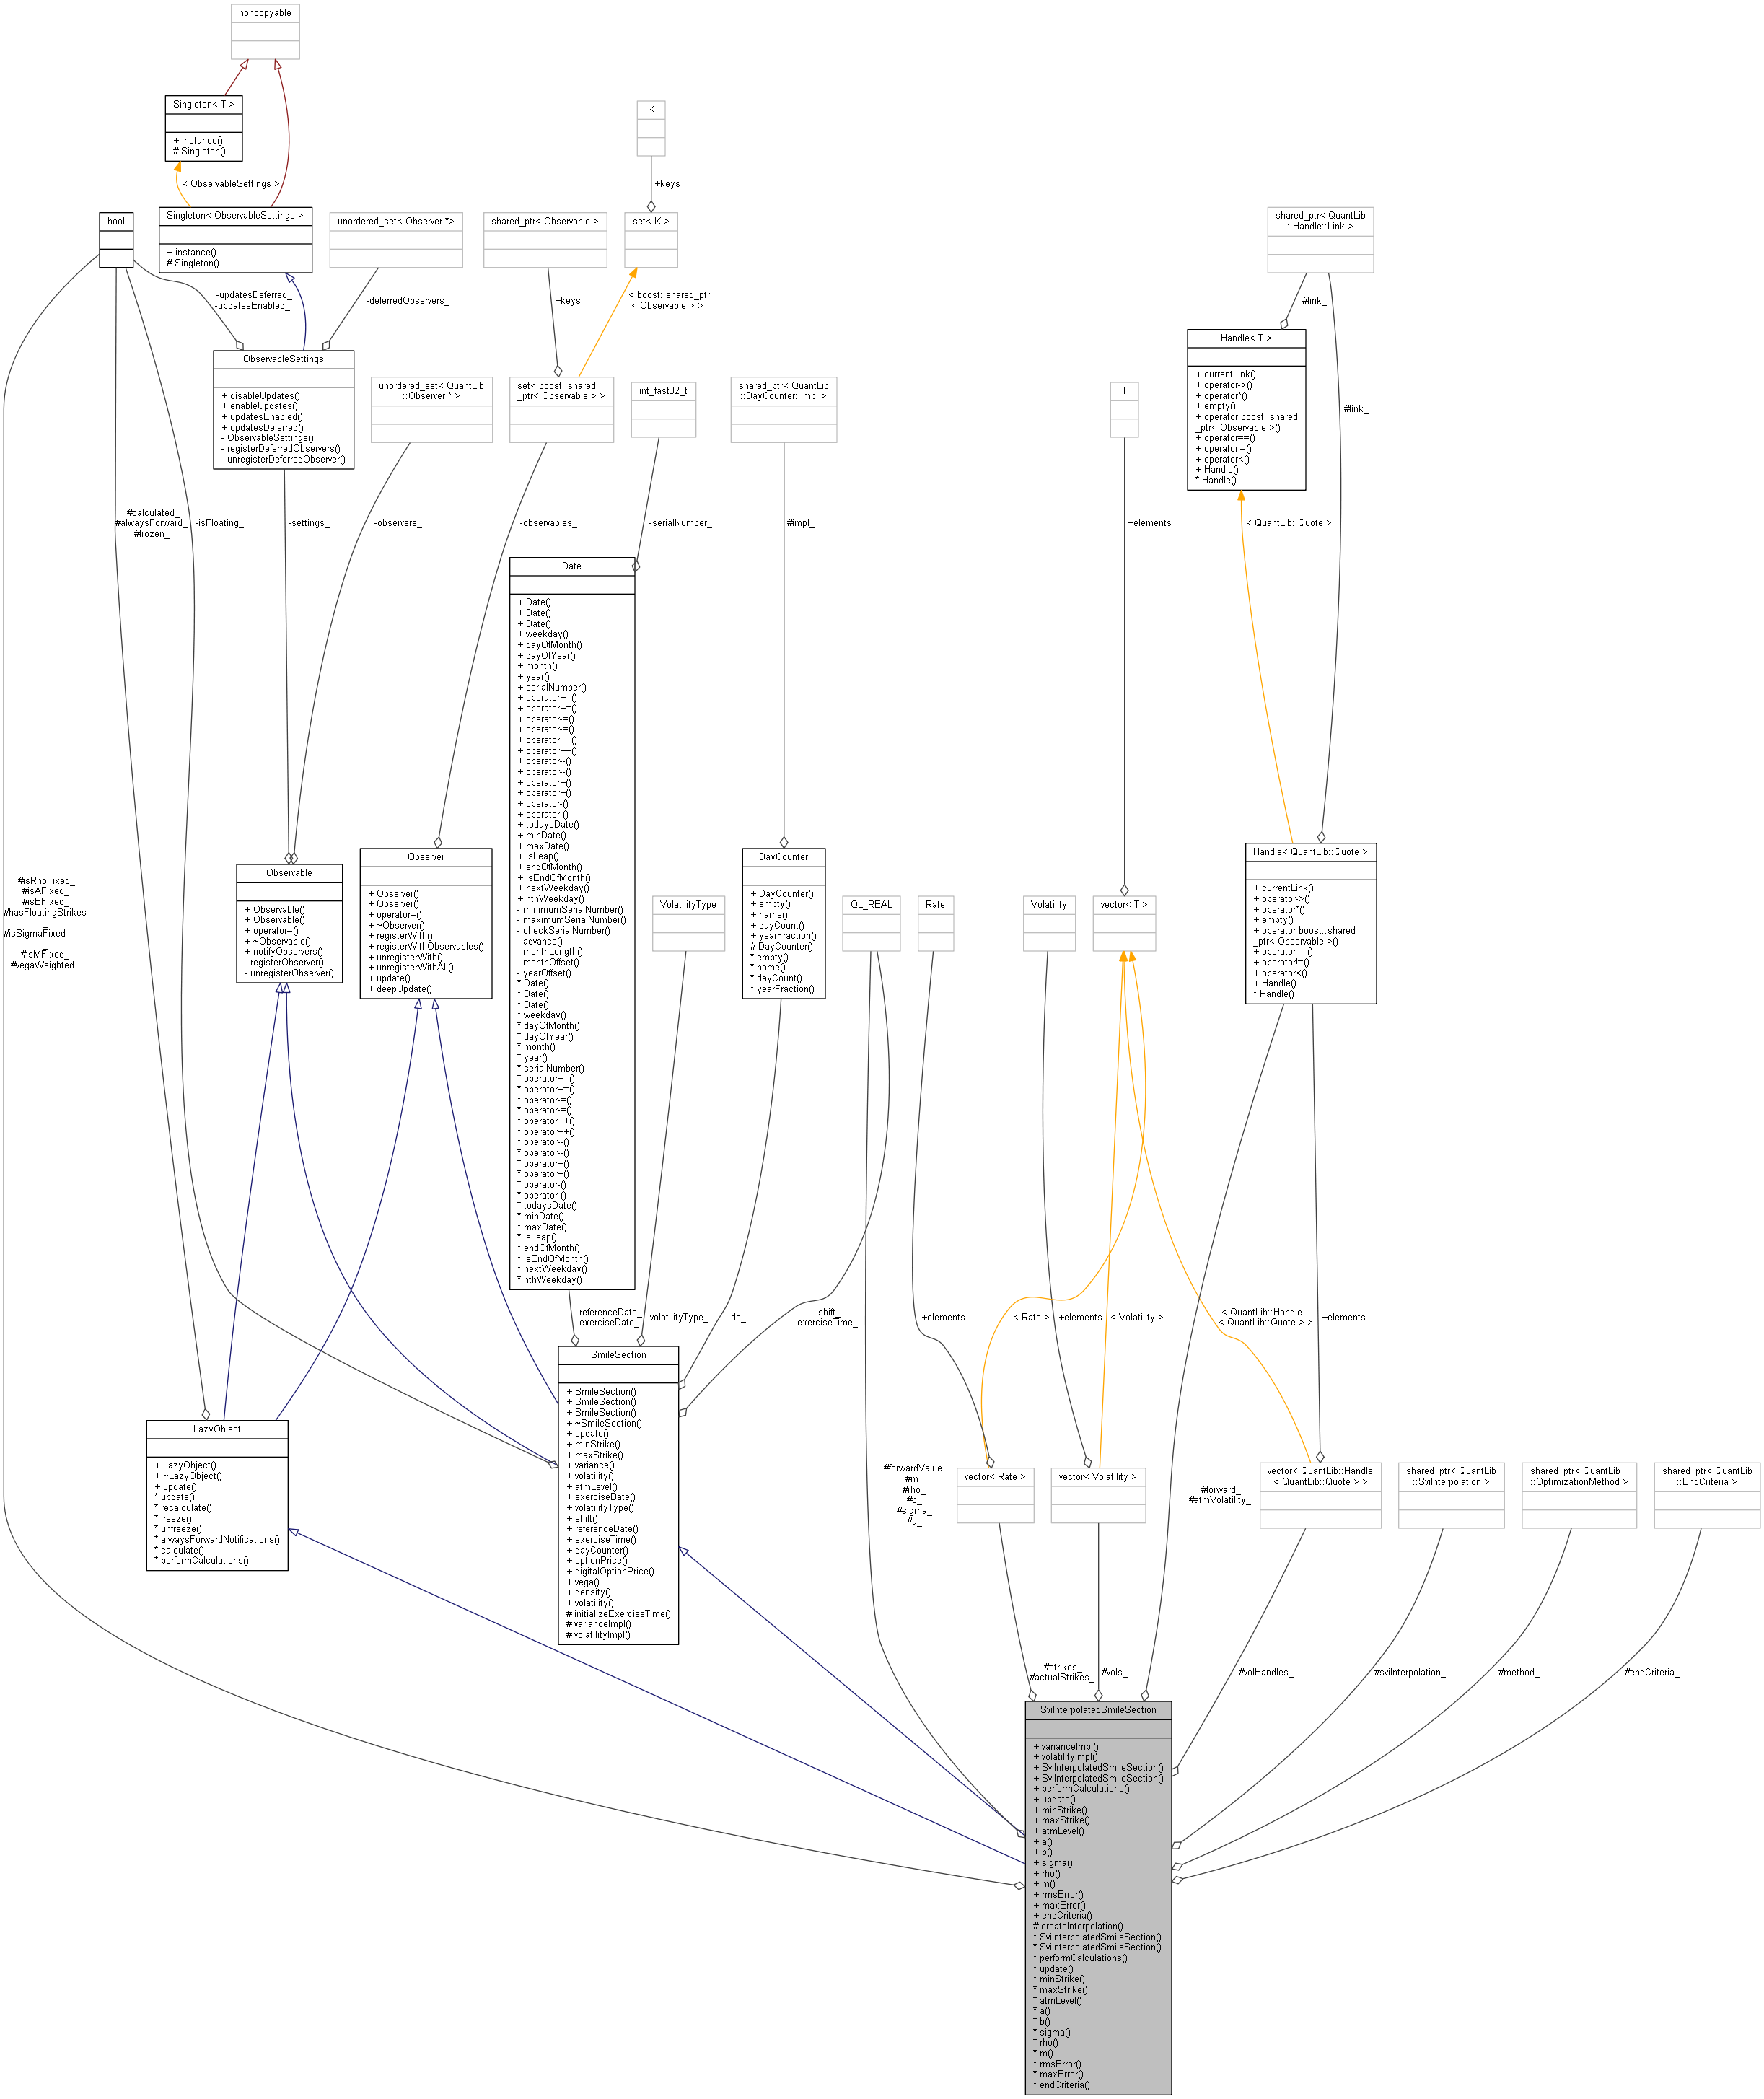 noncopyable
Singleton< T >
+ instance()
# Singleton()
K
< ObservableSettings >
+keys
bool
Singleton< ObservableSettings >
+ instance()
# Singleton()
unordered_set< Observer *>
shared_ptr< Observable >
set< K >
shared_ptr< QuantLib
::Handle::Link >
-updatesDeferred_
-updatesEnabled_
-deferredObservers_
+keys
< boost::shared_ptr
< Observable > >
#link_
ObservableSettings
+ disableUpdates()
+ enableUpdates()
+ updatesEnabled()
+ updatesDeferred()
- ObservableSettings()
- registerDeferredObservers()
- unregisterDeferredObserver()
unordered_set< QuantLib
::Observer * >
set< boost::shared
_ptr< Observable > >
int_fast32_t
shared_ptr< QuantLib
::DayCounter::Impl >
T
Handle< T >
+ currentLink()
+ operator->()
+ operator*()
+ empty()
+ operator boost::shared
_ptr< Observable >()
+ operator==()
+ operator!=()
+ operator<()
+ Handle()
* Handle()
#link_
#calculated_
#alwaysForward_
#frozen_
-isFloating_
-settings_
-observers_
-observables_
-serialNumber_
#impl_
+elements
< QuantLib::Quote >
Date
+ Date()
+ Date()
+ Date()
+ weekday()
+ dayOfMonth()
+ dayOfYear()
+ month()
+ year()
+ serialNumber()
+ operator+=()
+ operator+=()
+ operator-=()
+ operator-=()
+ operator++()
+ operator++()
+ operator--()
+ operator--()
+ operator+()
+ operator+()
+ operator-()
+ operator-()
+ todaysDate()
+ minDate()
+ maxDate()
+ isLeap()
+ endOfMonth()
+ isEndOfMonth()
+ nextWeekday()
+ nthWeekday()
- minimumSerialNumber()
- maximumSerialNumber()
- checkSerialNumber()
- advance()
- monthLength()
- monthOffset()
- yearOffset()
* Date()
* Date()
* Date()
* weekday()
* dayOfMonth()
* dayOfYear()
* month()
* year()
* serialNumber()
* operator+=()
* operator+=()
* operator-=()
* operator-=()
* operator++()
* operator++()
* operator--()
* operator--()
* operator+()
* operator+()
* operator-()
* operator-()
* todaysDate()
* minDate()
* maxDate()
* isLeap()
* endOfMonth()
* isEndOfMonth()
* nextWeekday()
* nthWeekday()
#isRhoFixed_
#isAFixed_
#isBFixed_
#hasFloatingStrikes
_
#isSigmaFixed
_
#isMFixed_
#vegaWeighted_
Observable
+ Observable()
+ Observable()
+ operator=()
+ ~Observable()
+ notifyObservers()
- registerObserver()
- unregisterObserver()
Observer
+ Observer()
+ Observer()
+ operator=()
+ ~Observer()
+ registerWith()
+ registerWithObservables()
+ unregisterWith()
+ unregisterWithAll()
+ update()
+ deepUpdate()
VolatilityType
DayCounter
+ DayCounter()
+ empty()
+ name()
+ dayCount()
+ yearFraction()
# DayCounter()
* empty()
* name()
* dayCount()
* yearFraction()
QL_REAL
Rate
Volatility
vector< T >
Handle< QuantLib::Quote >
+ currentLink()
+ operator->()
+ operator*()
+ empty()
+ operator boost::shared
_ptr< Observable >()
+ operator==()
+ operator!=()
+ operator<()
+ Handle()
* Handle()
-referenceDate_
-exerciseDate_
-volatilityType_
-dc_
-shift_
-exerciseTime_
+elements
< Rate >
+elements
< Volatility >
< QuantLib::Handle
< QuantLib::Quote > >
+elements
SmileSection
+ SmileSection()
+ SmileSection()
+ SmileSection()
+ ~SmileSection()
+ update()
+ minStrike()
+ maxStrike()
+ variance()
+ volatility()
+ atmLevel()
+ exerciseDate()
+ volatilityType()
+ shift()
+ referenceDate()
+ exerciseTime()
+ dayCounter()
+ optionPrice()
+ digitalOptionPrice()
+ vega()
+ density()
+ volatility()
# initializeExerciseTime()
# varianceImpl()
# volatilityImpl()
LazyObject
+ LazyObject()
+ ~LazyObject()
+ update()
* update()
* recalculate()
* freeze()
* unfreeze()
* alwaysForwardNotifications()
* calculate()
* performCalculations()
#forwardValue_
#m_
#rho_
#b_
#sigma_
#a_
vector< Rate >
vector< Volatility >
#forward_
#atmVolatility_
vector< QuantLib::Handle
< QuantLib::Quote > >
shared_ptr< QuantLib
::SviInterpolation >
shared_ptr< QuantLib
::OptimizationMethod >
shared_ptr< QuantLib
::EndCriteria >
#strikes_
#actualStrikes_
#vols_
#volHandles_
#sviInterpolation_
#method_
#endCriteria_
SviInterpolatedSmileSection
+ varianceImpl()
+ volatilityImpl()
+ SviInterpolatedSmileSection()
+ SviInterpolatedSmileSection()
+ performCalculations()
+ update()
+ minStrike()
+ maxStrike()
+ atmLevel()
+ a()
+ b()
+ sigma()
+ rho()
+ m()
+ rmsError()
+ maxError()
+ endCriteria()
# createInterpolation()
* SviInterpolatedSmileSection()
* SviInterpolatedSmileSection()
* performCalculations()
* update()
* minStrike()
* maxStrike()
* atmLevel()
* a()
* b()
* sigma()
* rho()
* m()
* rmsError()
* maxError()
* endCriteria()